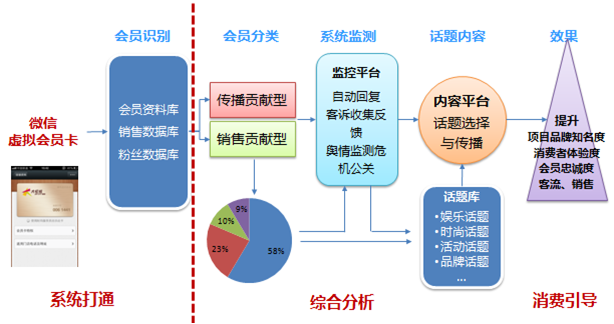 会员识别
会员分类
系统监测
话题内容
效果
微信
虚拟会员卡
会员资料库
销售数据库
粉丝数据库
传播贡献型
销售贡献型
监控平台
自动回复
客诉收集反
馈
舆情监测危
机公关
内容平台
话题选择
与传播
提升
项目品牌知名度
消费者体验度
会员忠诚度
客流、销售
9%
10%
23%
58%
话题库
•娱乐话题
•时尚话题
•活动话题
•品牌话题
...
系统打通
综合分析
消费引导